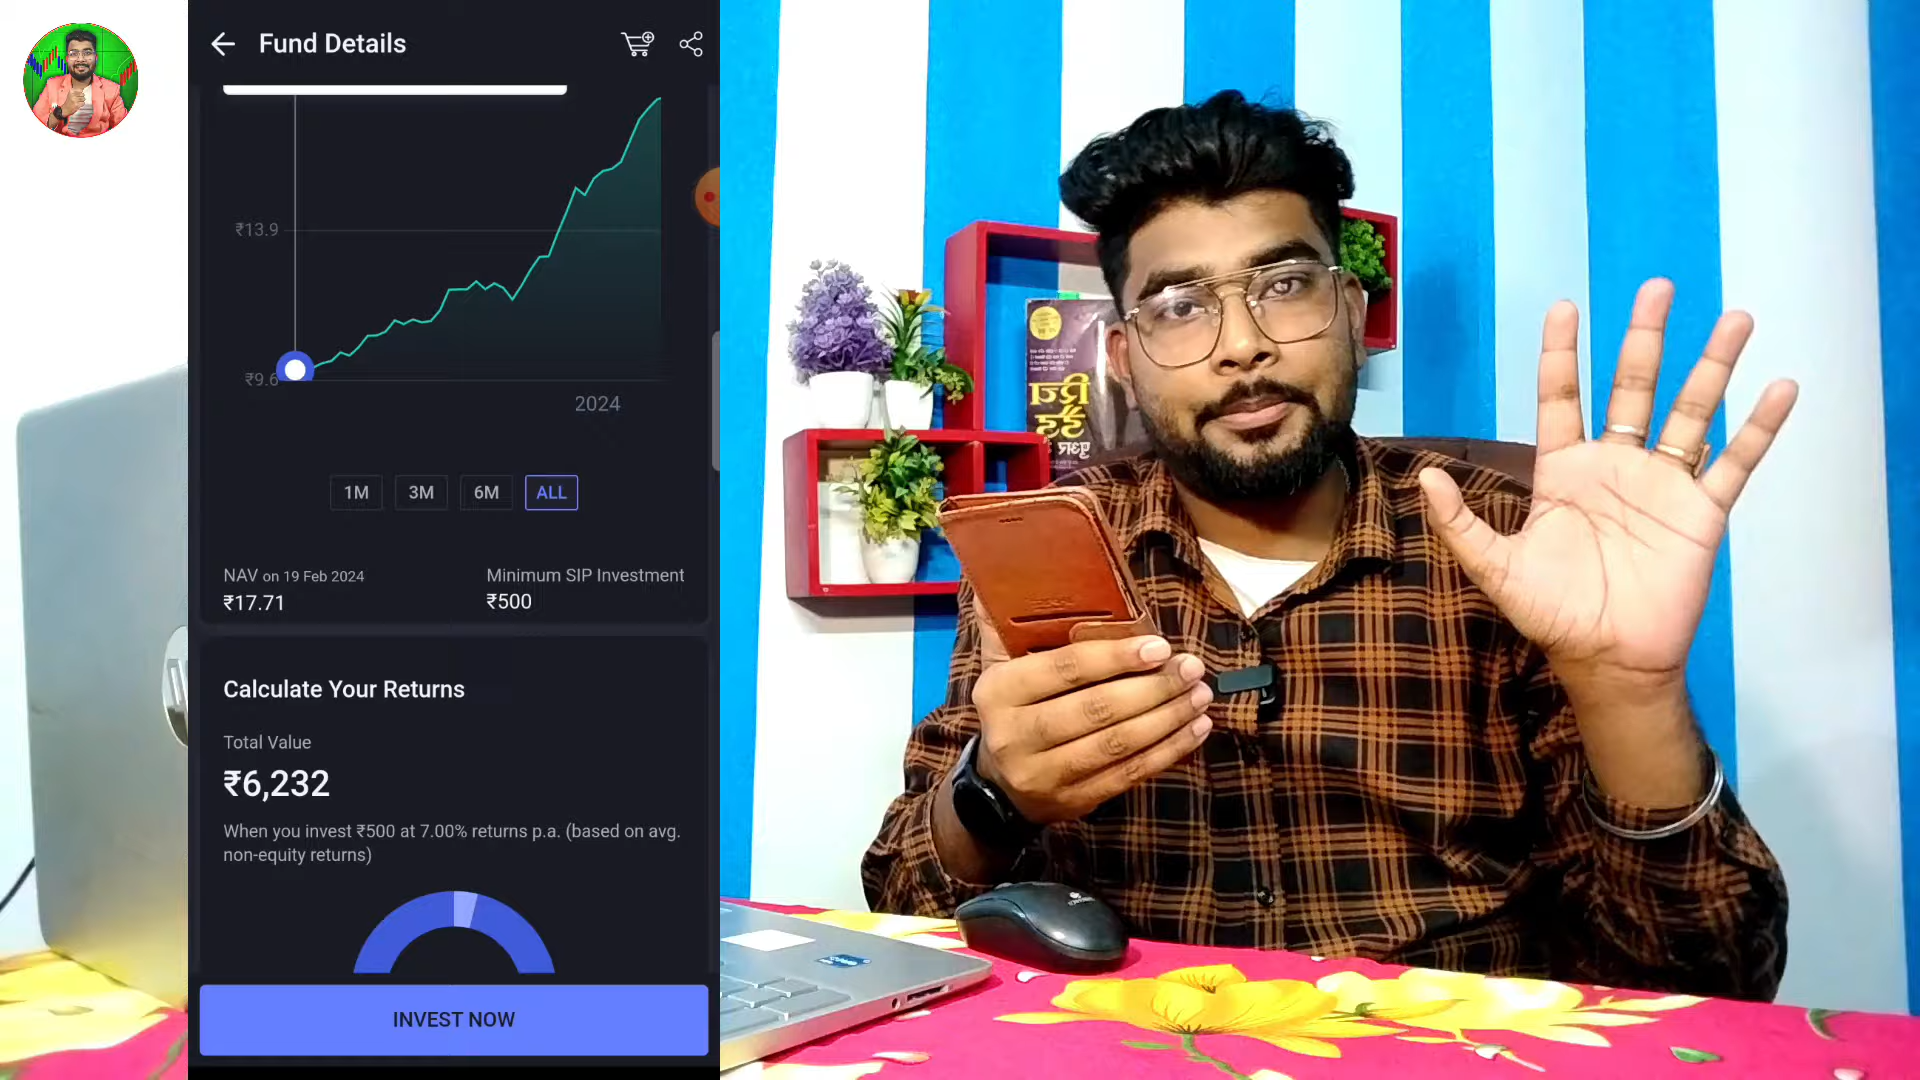 Fund Details
₹13.9
₹9.6
2024
1M 3M 6M ALL
NAV on 19 Feb 2024
₹17.71
Minimum SIP Investment
₹500
Calculate Your Returns
Total Value
₹6,232
When you invest ₹500 at 7.00% returns p.a. (based on avg.
non-equity returns)
INVEST NOW